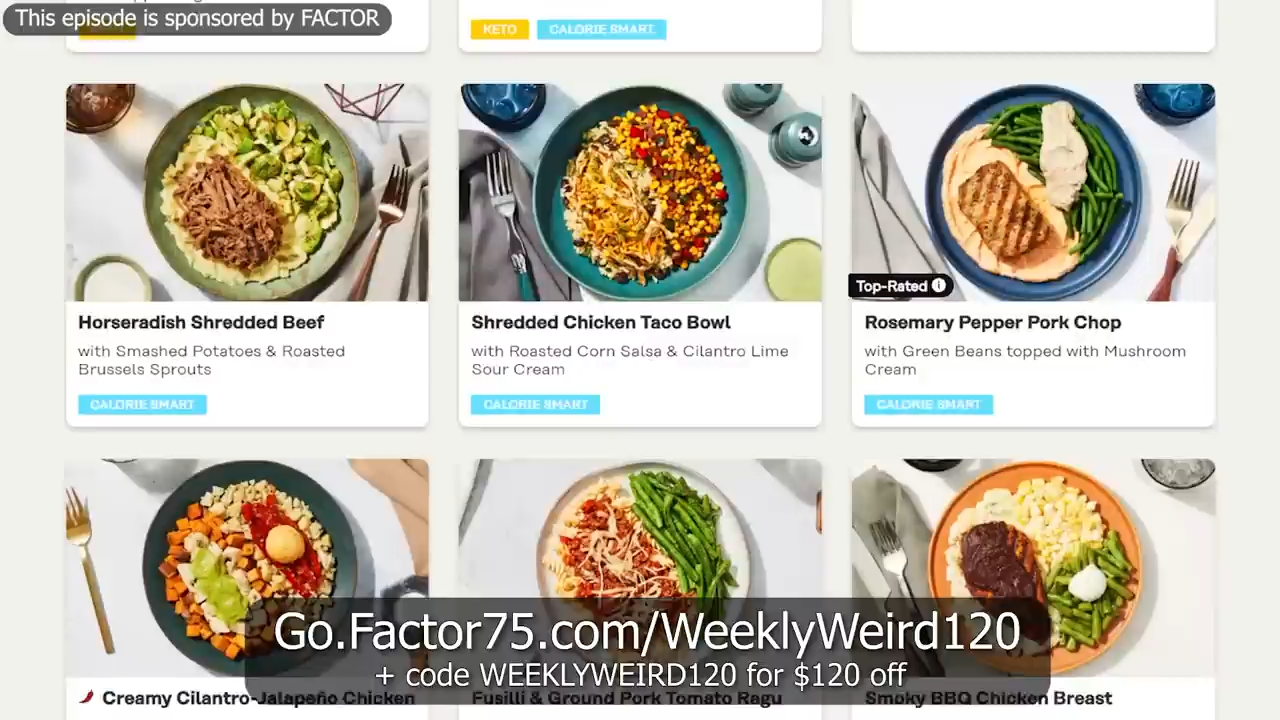 This episode is sponsored by FACTOR
KETO
CALORIE SMART
Top-Rated
Horseradish Shredded Beef
with Smashed Potatoes & Roasted
Brussels Sprouts
CALORIE SMART
Shredded Chicken Taco Bowl
with Roasted Corn Salsa & Cilantro Lime
Sour Cream
CALORIE SMART
Rosemary Pepper Pork Chop
with Green Beans topped with Mushroom
Cream
CALORIE SMART
Go.Factor75.com/WeeklyWeird120
+ code WEEKLYWEIRD120 for $120 off
Creamy Cilantro-Jalapeño Chicken
Fusilli & Ground Pork Tomato Ragu
Smoky BBQ Chicken Breast